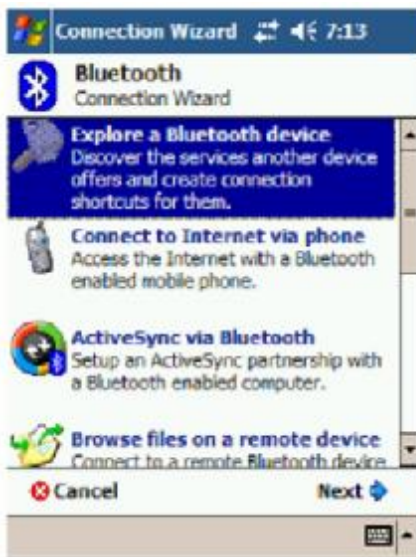 Connection Wizard 7:13
Bluetooth
Connection Wizard
Explore a Bluetooth device
Discover the services another device
offers and create connection
shortcuts for them.
Connect to Internet via phone
Access the Internet with a Bluetooth
enabled mobile phone.
ActiveSync via Bluetooth
Setup an ActiveSync partnership with
a Bluetooth enabled computer.
Browse files on a remote device
Connect to a remote Bluetooth device
Cancel Next